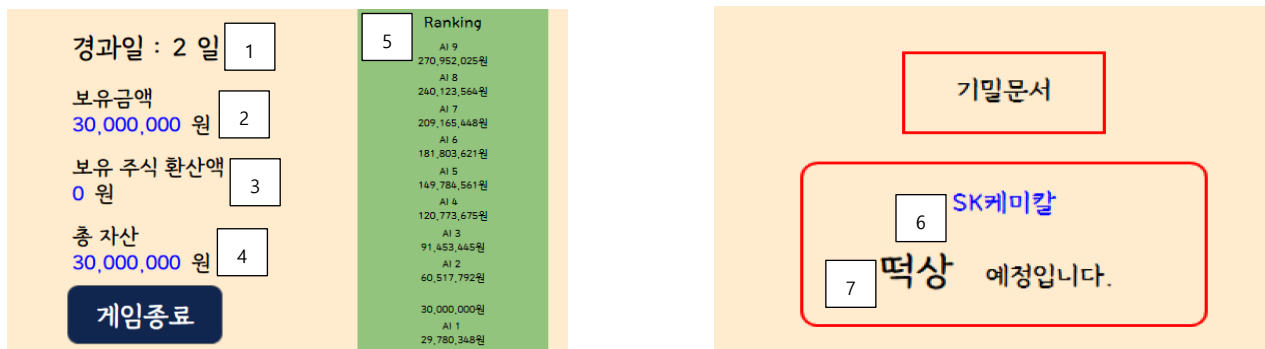 경과일 : 2 일
1
보유금액
30,000,000 원
2
보유 주식 환산액
0 원
3
총 자산
30,000,000 원
4
게임종료
5
Ranking
AI 9
270,952,025원
AI 8
240,123,564원
AI 7
209,165,448원
AI 6
181,803,621원
AI 5
149,784,561원
AI 4
120,773,675원
AI 3
91,453,445원
AI 2
60,517,792원
30,000,000원
AI 1
29,780,348원
기밀문서
6
SK케미칼
7
떡상 예정입니다.